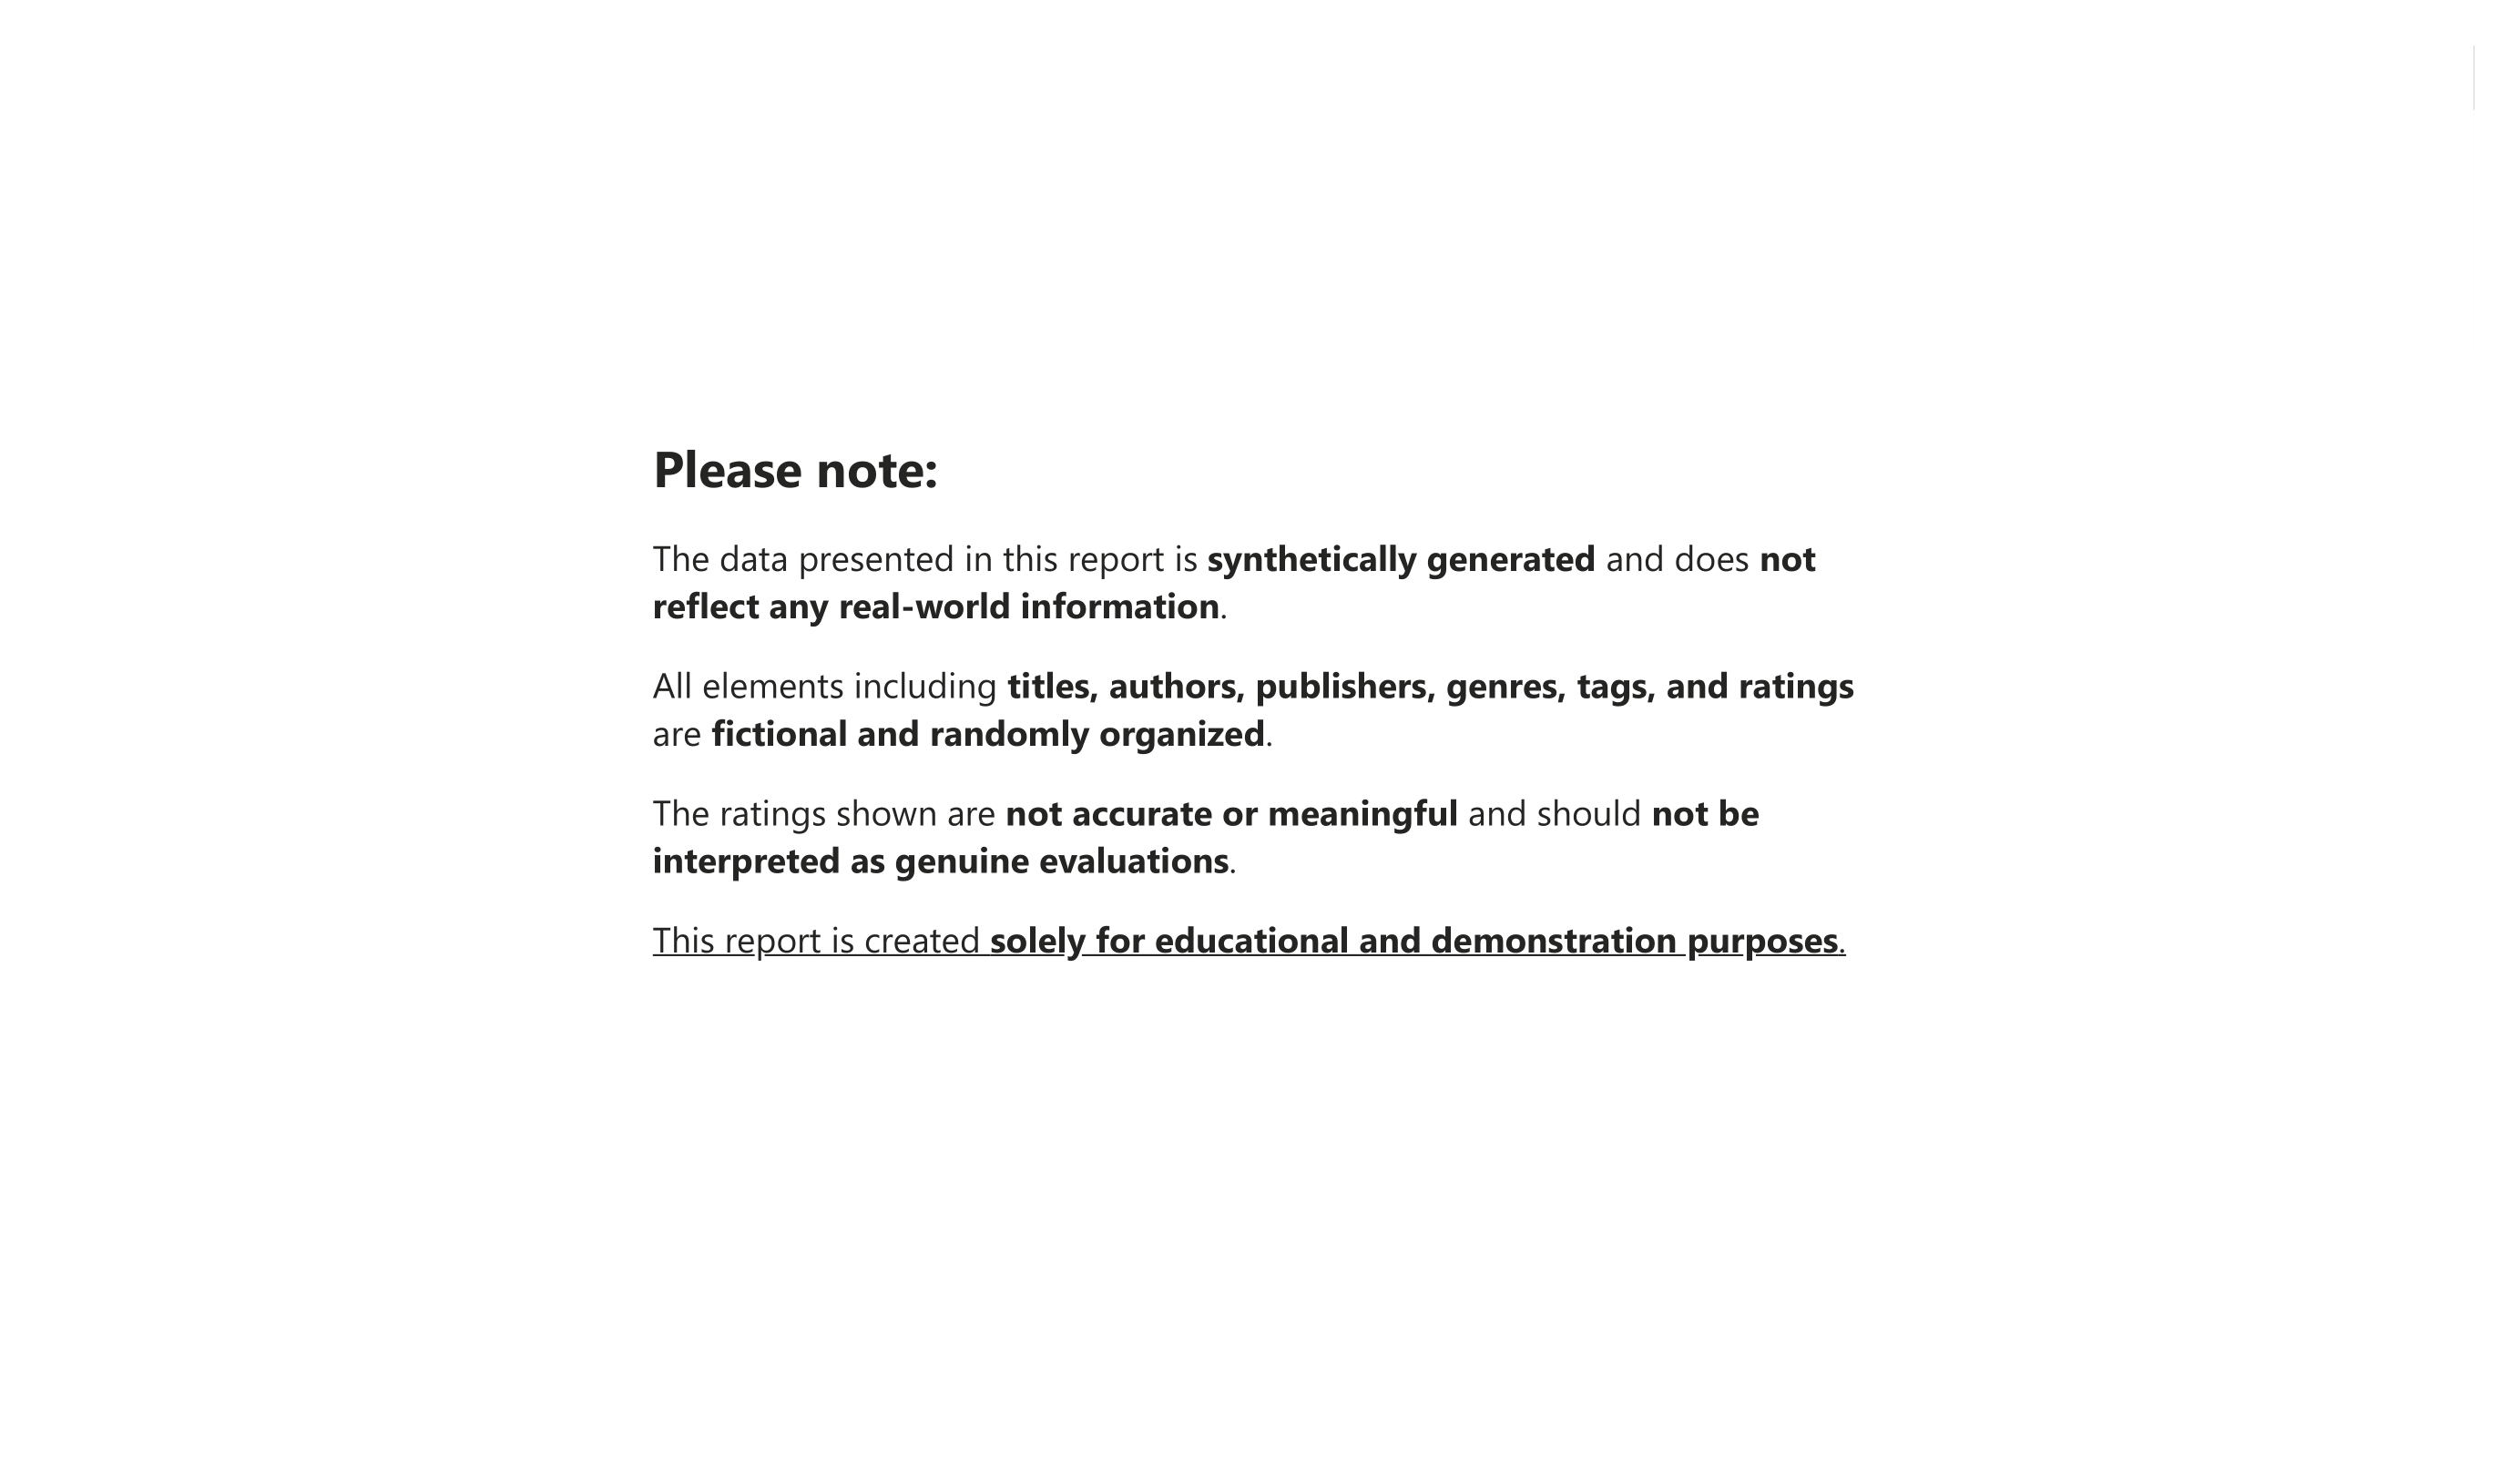 Please note:
The data presented in this report is synthetically generated and does not
reflect any real-world information.
All elements including titles, authors, publishers, genres, tags, and ratings
are fictional and randomly organized.
The ratings shown are not accurate or meaningful and should not be
interpreted as genuine evaluations.
This report is created solely for educational and demonstration purposes.